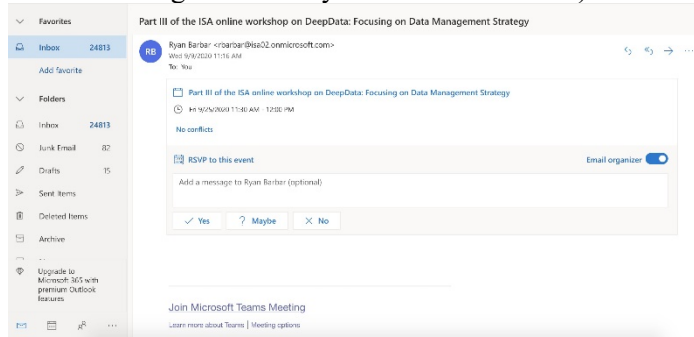 Favorites
Inbox 24813
Add favorite
Folders
Inbox 24813
Junk Email 82
Drafts 15
Sent Items
Deleted Items
Archive
Upgrade to
Microsoft 365 with
premium Outlook
features
Part III of the ISA online workshop on DeepData: Focusing on Data Management Strategy
RB
Ryan Barbar <rbarbar@isa02.onmicrosoft.com>
Wed 9/9/2020 11:16 AM
To: You
Part III of the ISA online workshop on DeepData: Focusing on Data Management Strategy
Fri 9/25/2020 11:30 AM - 12:00 PM
No conflicts
RSVP to this event
Email organizer
Add a message to Ryan Barbar (optional)
Yes
? Maybe
No
Join Microsoft Teams Meeting
Learn more about Teams | Meeting options